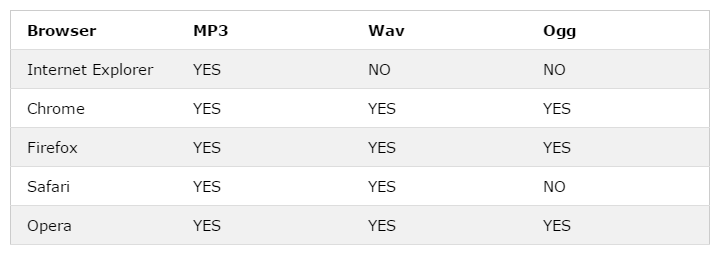 Browser MP3 Wav Ogg
Internet Explorer YES NO NO
Chrome YES YES YES
Firefox YES YES YES
Safari YES YES NO
Opera YES YES YES